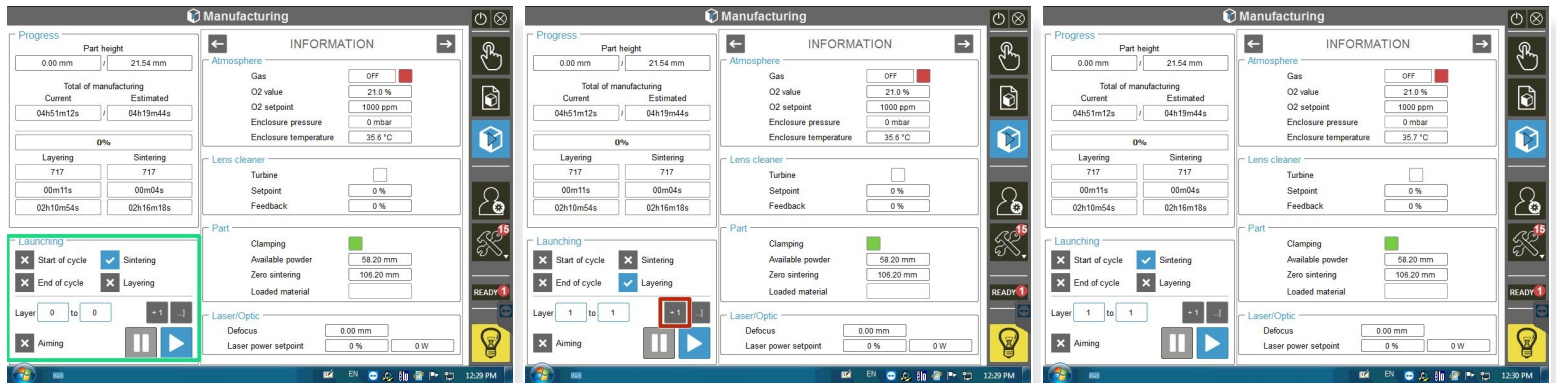 Manufacturing
Progress
Part height
0.00 mm / 21.54 mm
Total of manufacturing
Current Estimated
04h51m12s / 04h19m44s
0%
Layering Sintering
717 717
00m11s 00m04s
02h10m54s 02h16m18s
Launching
Start of cycle Sintering
End of cycle Layering
Layer 0 to 0 + 1 ...|
Aiming
INFORMATION
Atmosphere
Gas OFF
O2 value 21.0 %
O2 setpoint 1000 ppm
Enclosure pressure 0 mbar
Enclosure temperature 35.6 °C
Lens cleaner
Turbine
Setpoint 0 %
Feedback 0 %
Part
Clamping
Available powder 58.20 mm
Zero sintering 106.20 mm
Loaded material
Laser/Optic
Defocus 0.00 mm
Laser power setpoint 0 % 0 W
15
READY 1
EN 12:29 PM
Manufacturing
Progress
Part height
0.00 mm / 21.54 mm
Total of manufacturing
Current Estimated
04h51m12s / 04h19m44s
0%
Layering Sintering
717 717
00m11s 00m04s
02h10m54s 02h16m18s
Launching
Start of cycle Sintering
End of cycle Layering
Layer 1 to 1 + 1 ...|
Aiming
INFORMATION
Atmosphere
Gas OFF
O2 value 21.0 %
O2 setpoint 1000 ppm
Enclosure pressure 0 mbar
Enclosure temperature 35.6 °C
Lens cleaner
Turbine
Setpoint 0 %
Feedback 0 %
Part
Clamping
Available powder 58.20 mm
Zero sintering 106.20 mm
Loaded material
Laser/Optic
Defocus 0.00 mm
Laser power setpoint 0 % 0 W
15
READY 1
EN 12:29 PM
Manufacturing
Progress
Part height
0.00 mm / 21.54 mm
Total of manufacturing
Current Estimated
04h51m12s / 04h19m44s
0%
Layering Sintering
717 717
00m11s 00m04s
02h10m54s 02h16m18s
Launching
Start of cycle Sintering
End of cycle Layering
Layer 1 to 1 + 1 ...|
Aiming
INFORMATION
Atmosphere
Gas OFF
O2 value 21.0 %
O2 setpoint 1000 ppm
Enclosure pressure 0 mbar
Enclosure temperature 35.7 °C
Lens cleaner
Turbine
Setpoint 0 %
Feedback 0 %
Part
Clamping
Available powder 58.20 mm
Zero sintering 106.20 mm
Loaded material
Laser/Optic
Defocus 0.00 mm
Laser power setpoint 0 % 0 W
15
READY 1
EN 12:30 PM